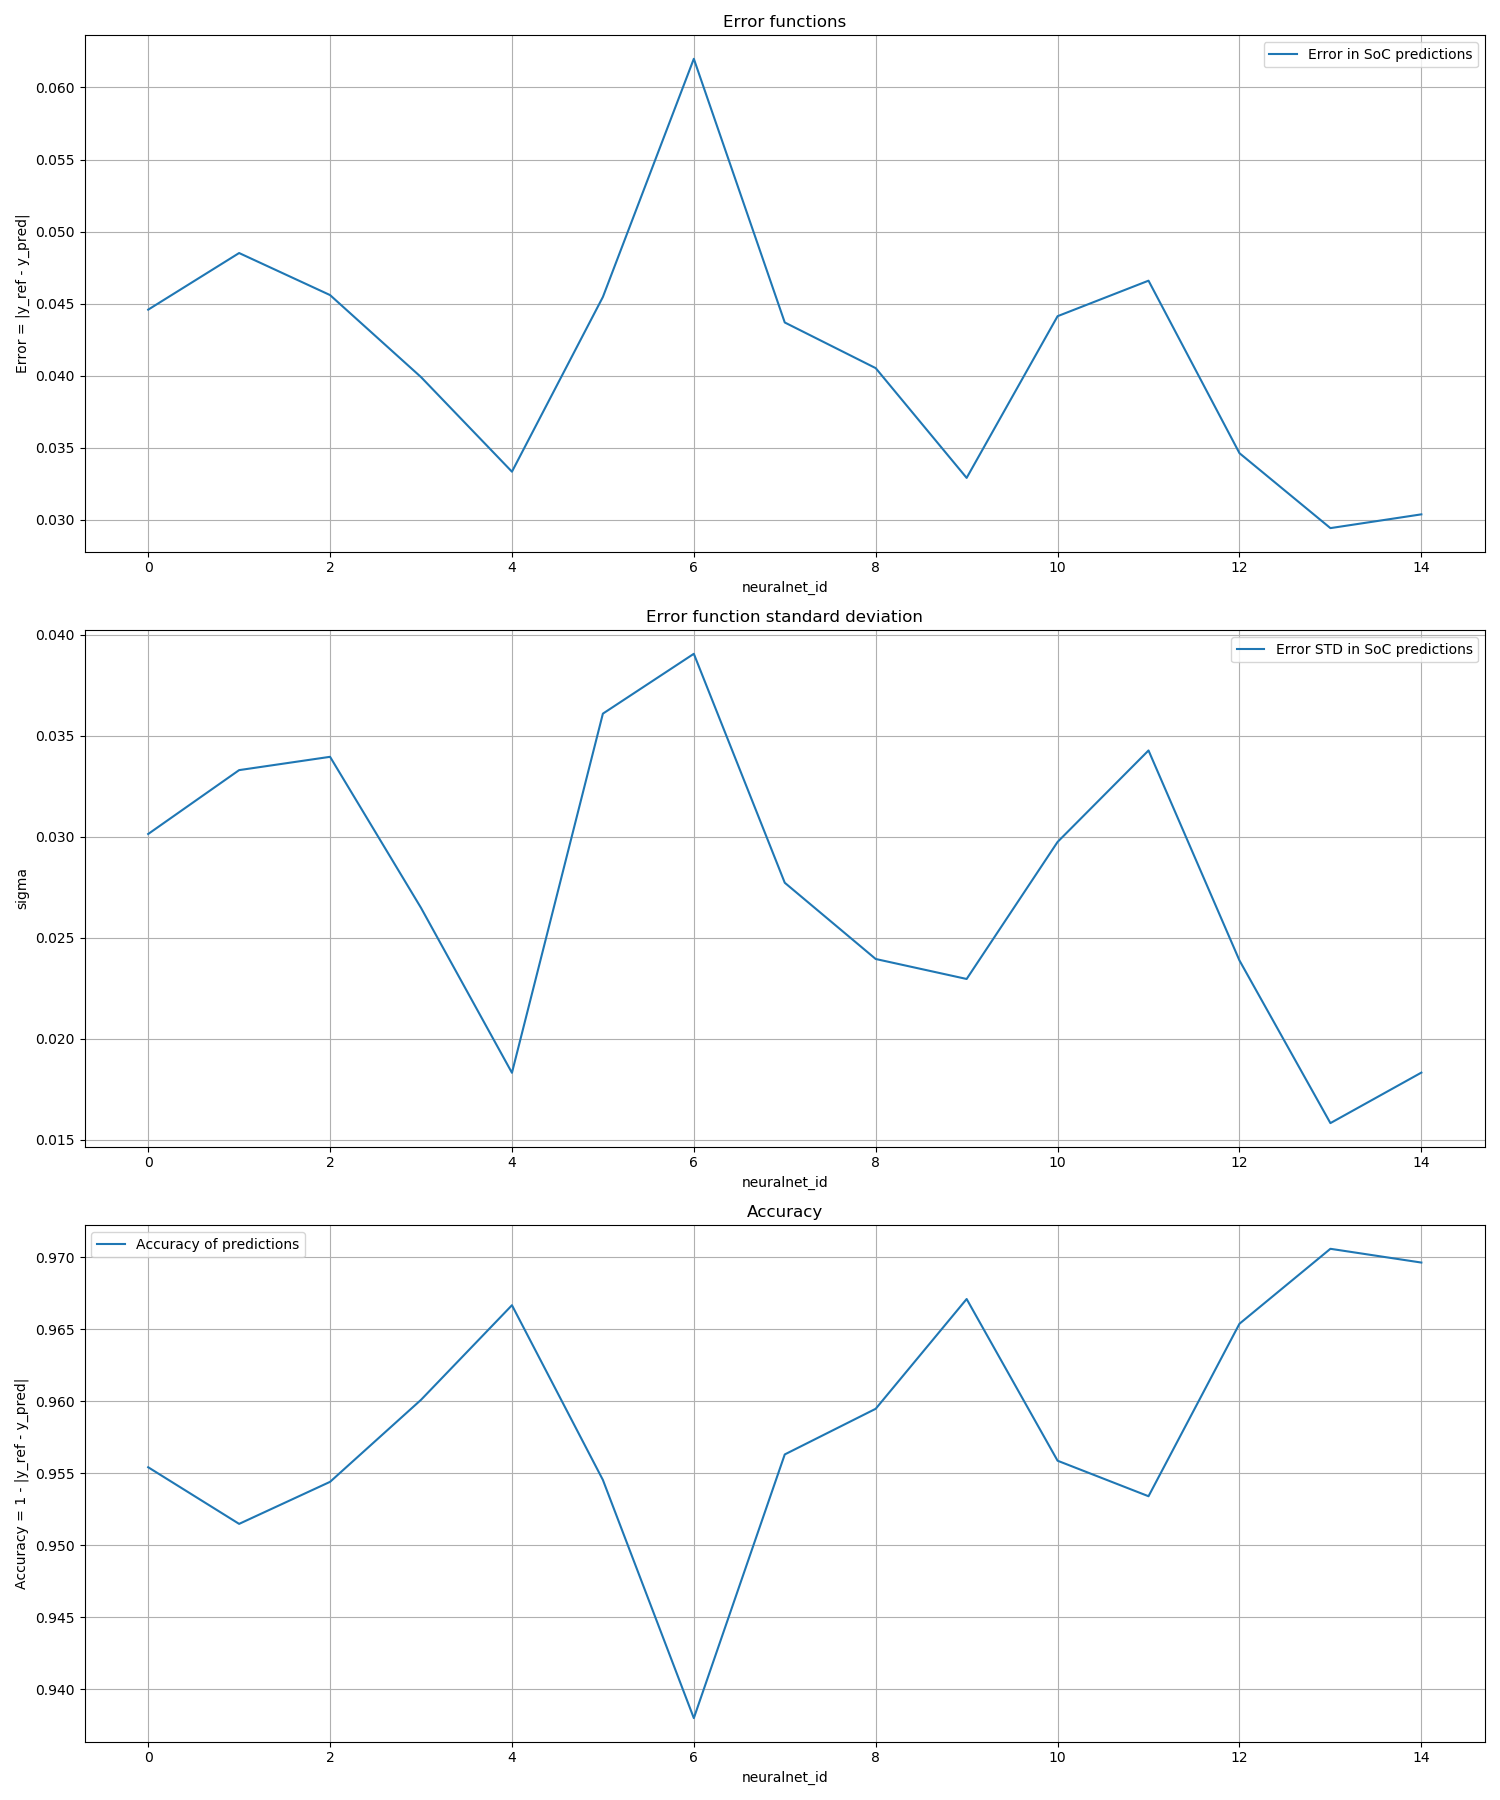 Error functions
Error in SoC predictions
0.060
0.055
0.050
0.045
0.040
0.035
0.030
Error = |y_ref - y_pred|
0 2 4 6 8 10 12 14
neuralnet_id
Error function standard deviation
Error STD in SoC predictions
0.040
0.035
0.030
0.025
0.020
0.015
sigma
0 2 4 6 8 10 12 14
neuralnet_id
Accuracy
Accuracy of predictions
0.970
0.965
0.960
0.955
0.950
0.945
0.940
Accuracy = 1 - |y_ref - y_pred|
0 2 4 6 8 10 12 14
neuralnet_id